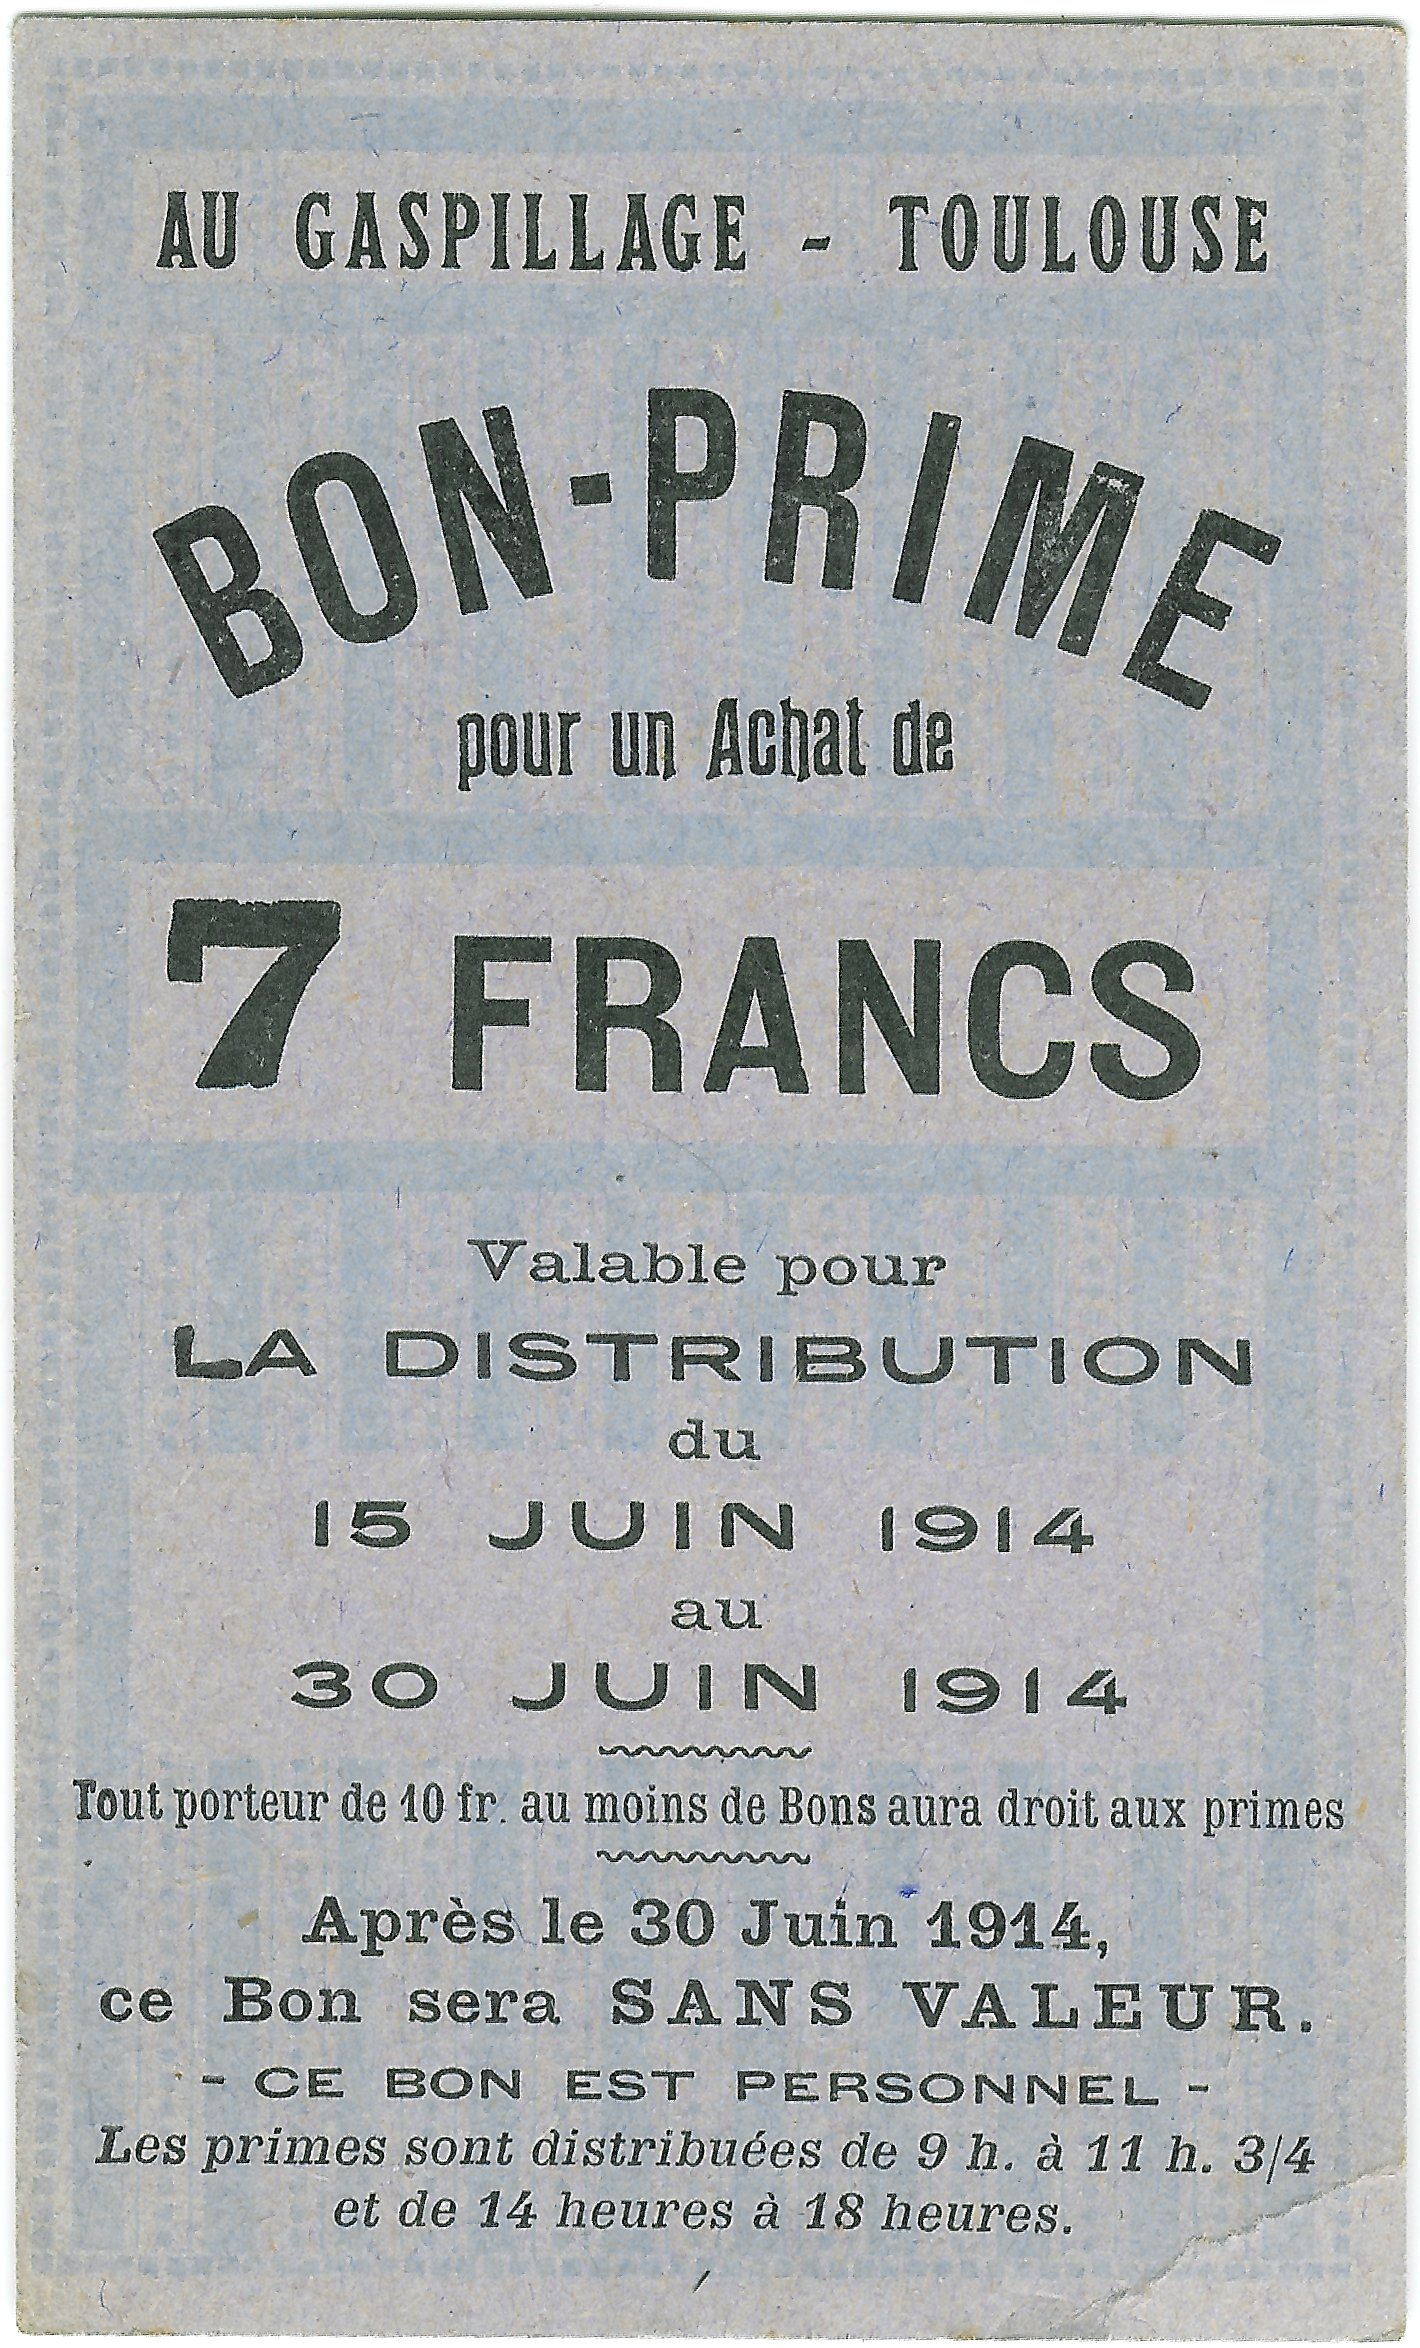 AU GASPILLAGE - TOULOUSE
BON-PRIME
pour un Achat de
7 FRANCS
Valable pour
LA DISTRIBUTION
du
15 JUIN 1914
au
30 JUIN 1914
Tout porteur de 10 fr. au moins de Bons aura droit aux primes
Après le 30 Juin 1914,
ce Bon sera SANS VALEUR.
- CE BON EST PERSONNEL -
Les primes sont distribuées de 9 h. à 11 h. 3/4
et de 14 heures à 18 heures.